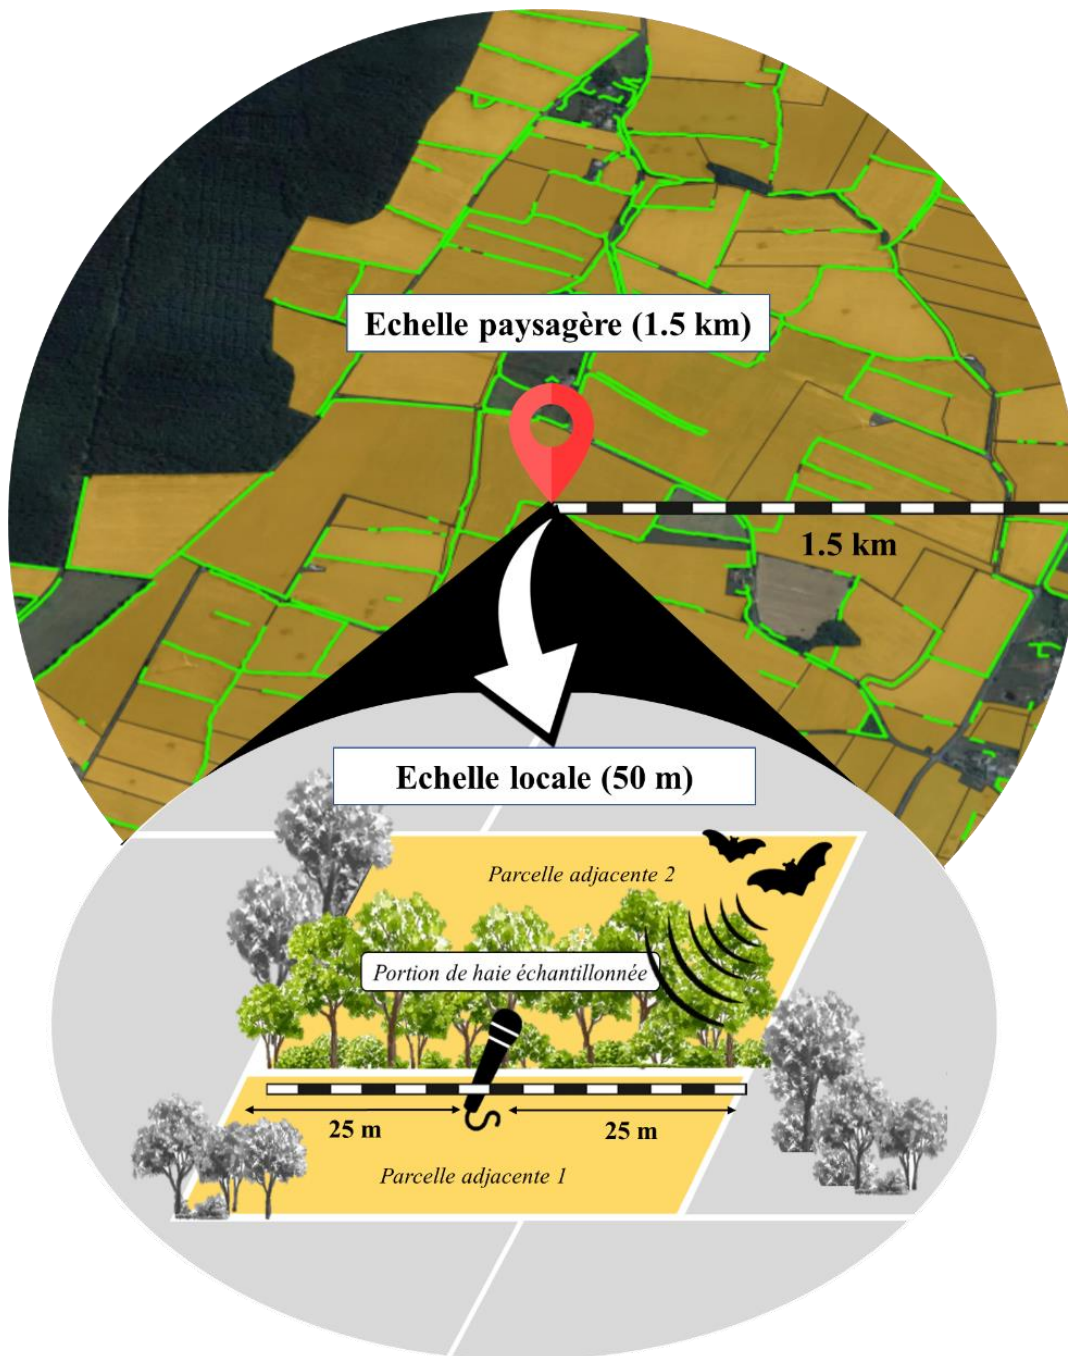 Echelle paysagère (1.5 km)
1.5 km
Echelle locale (50 m)
Parcelle adjacente 2
Portion de haie échantillonnée
25 m
25 m
Parcelle adjacente 1